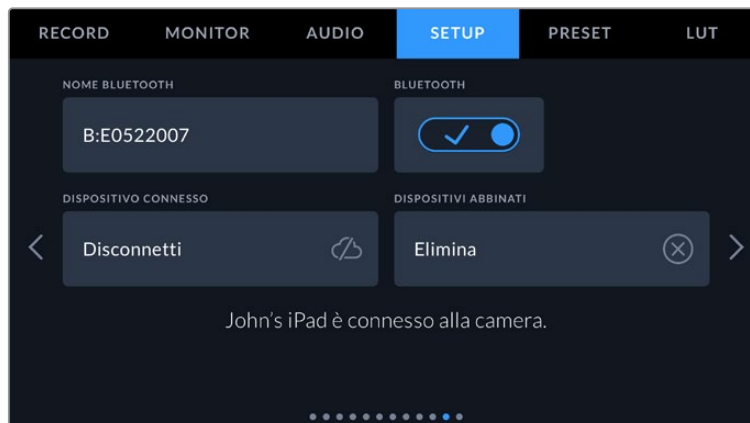 RECORD MONITOR AUDIO SETUP PRESET LUT
NOME BLUETOOTH BLUETOOTH
B:E0522007
DISPOSITIVO CONNESSO DISPOSITIVI ABBINATI
Disconnetti Elimina
John's iPad è connesso alla camera.